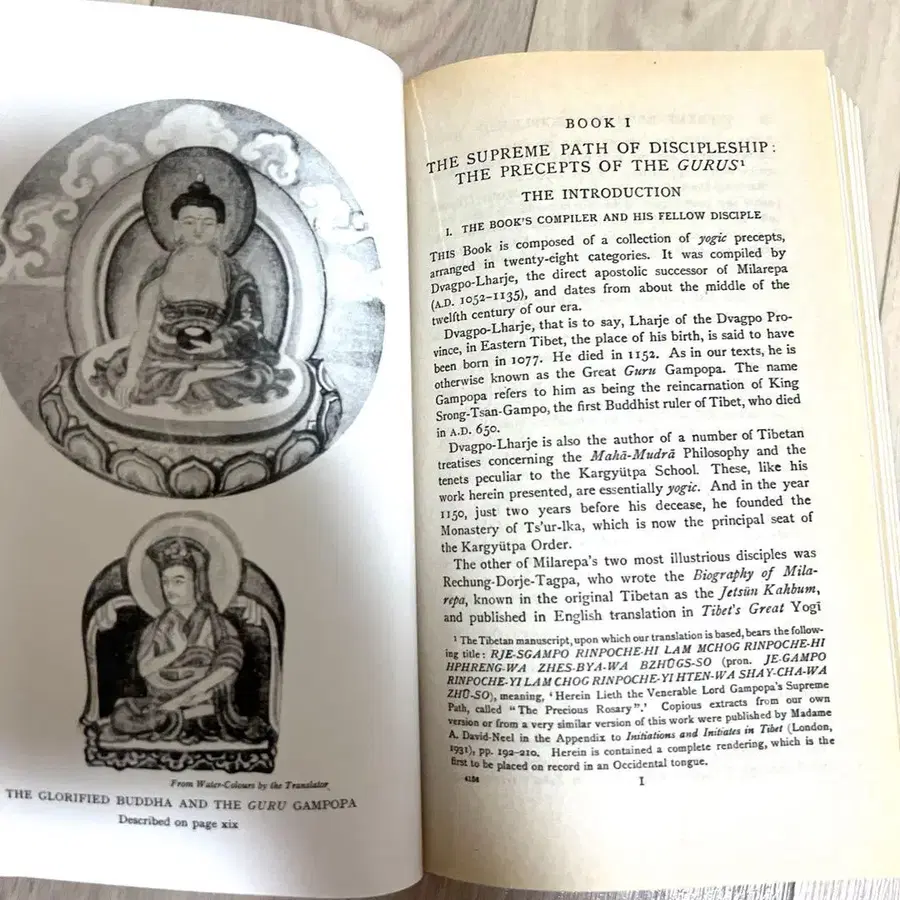 From Water-Colours by the Translator
THE GLORIFIED BUDDHA AND THE GURU GAMPOPA
Described on page xix
BOOK I
THE SUPREME PATH OF DISCIPLESHIP:
THE PRECEPTS OF THE GURUS¹
THE INTRODUCTION
I. THE BOOK'S COMPILER AND HIS FELLOW DISCIPLE
THIS Book is composed of a collection of yogic precepts,
arranged in twenty-eight categories. It was compiled by
Dvagpo-Lharje, the direct apostolic successor of Milarepa
(A.D. 1052–1135), and dates from about the middle of the
twelfth century of our era.
Dvagpo-Lharje, that is to say, Lharje of the Dvagpo Pro-
vince, in Eastern Tibet, the place of his birth, is said to have
been born in 1077. He died in 1152. As in our texts, he is
otherwise known as the Great Guru Gampopa. The name
Gampopa refers to him as being the reincarnation of King
Srong-Tsan-Gampo, the first Buddhist ruler of Tibet, who died
in A.D. 650.
Dvagpo-Lharje is also the author of a number of Tibetan
treatises concerning the Mahā-Mudrā Philosophy and the
tenets peculiar to the Kargyütpa School. These, like his
work herein presented, are essentially yogic. And in the year
1150, just two years before his decease, he founded the
Monastery of Ts'ur-lka, which is now the principal seat of
the Kargyütpa Order.
The other of Milarepa's two most illustrious disciples was
Rechung-Dorje-Tagpa, who wrote the Biography of Mila-
repa, known in the original Tibetan as the Jetsün Kahbum,
and published in English translation in Tibet's Great Yogī
¹ The Tibetan manuscript, upon which our translation is based, bears the follow-
ing title: RJE-SGAMPO RINPOCHE-HI LAM MCHOG RINPOCHE-HI
HPHRENG-WA ZHES-BYA-WA BZHŪGS-SO (pron. JE-GAMPO
RINPOCHE-YI LAM CHOG RINPOCHE-YI HTEN-WA SHAY-CHA-WA
ZHŪ-SO), meaning, 'Herein Lieth the Venerable Lord Gampopa's Supreme
Path, called "The Precious Rosary".' Copious extracts from our own
version or from a very similar version of this work were published by Madame
A. David-Neel in the Appendix to Initiations and Initiates in Tibet (London,
1931), pp. 192–210. Herein is contained a complete rendering, which is the
first to be placed on record in an Occidental tongue.
4156
I